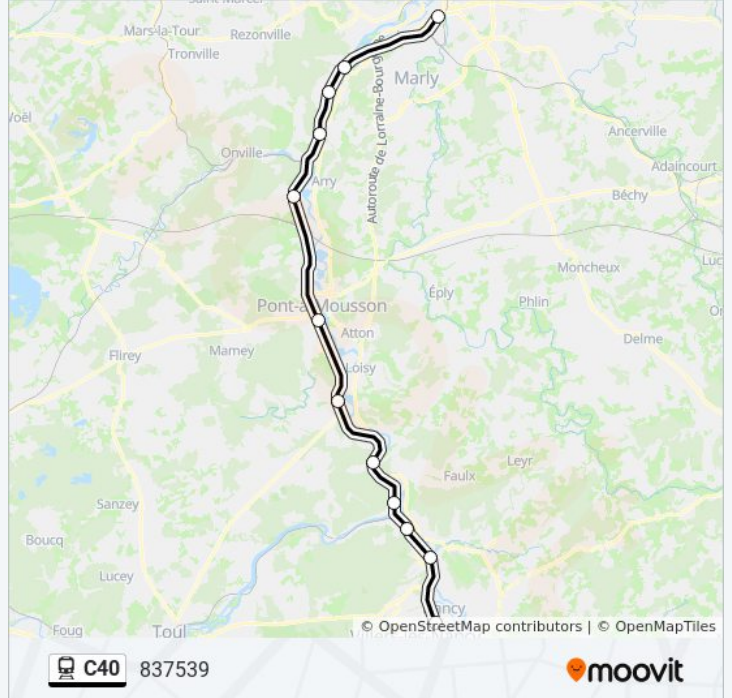 Mars-la-Tour
Rezonville
Tronville
Marly
Ancerville
Onville
Adaincourt
Arry
Béchy
Autoroute de Lorraine-Bourgogne
Moncheux
Éply
Phlin
Pont-à-Mousson
Atton
Delme
Mamey
Flirey
Loisy
Leyr
Faulx
Sanzey
Boucq
Lucey
Foug
Toul
© OpenStreetMap contributors | © OpenMapTiles
C40 837539 moovit